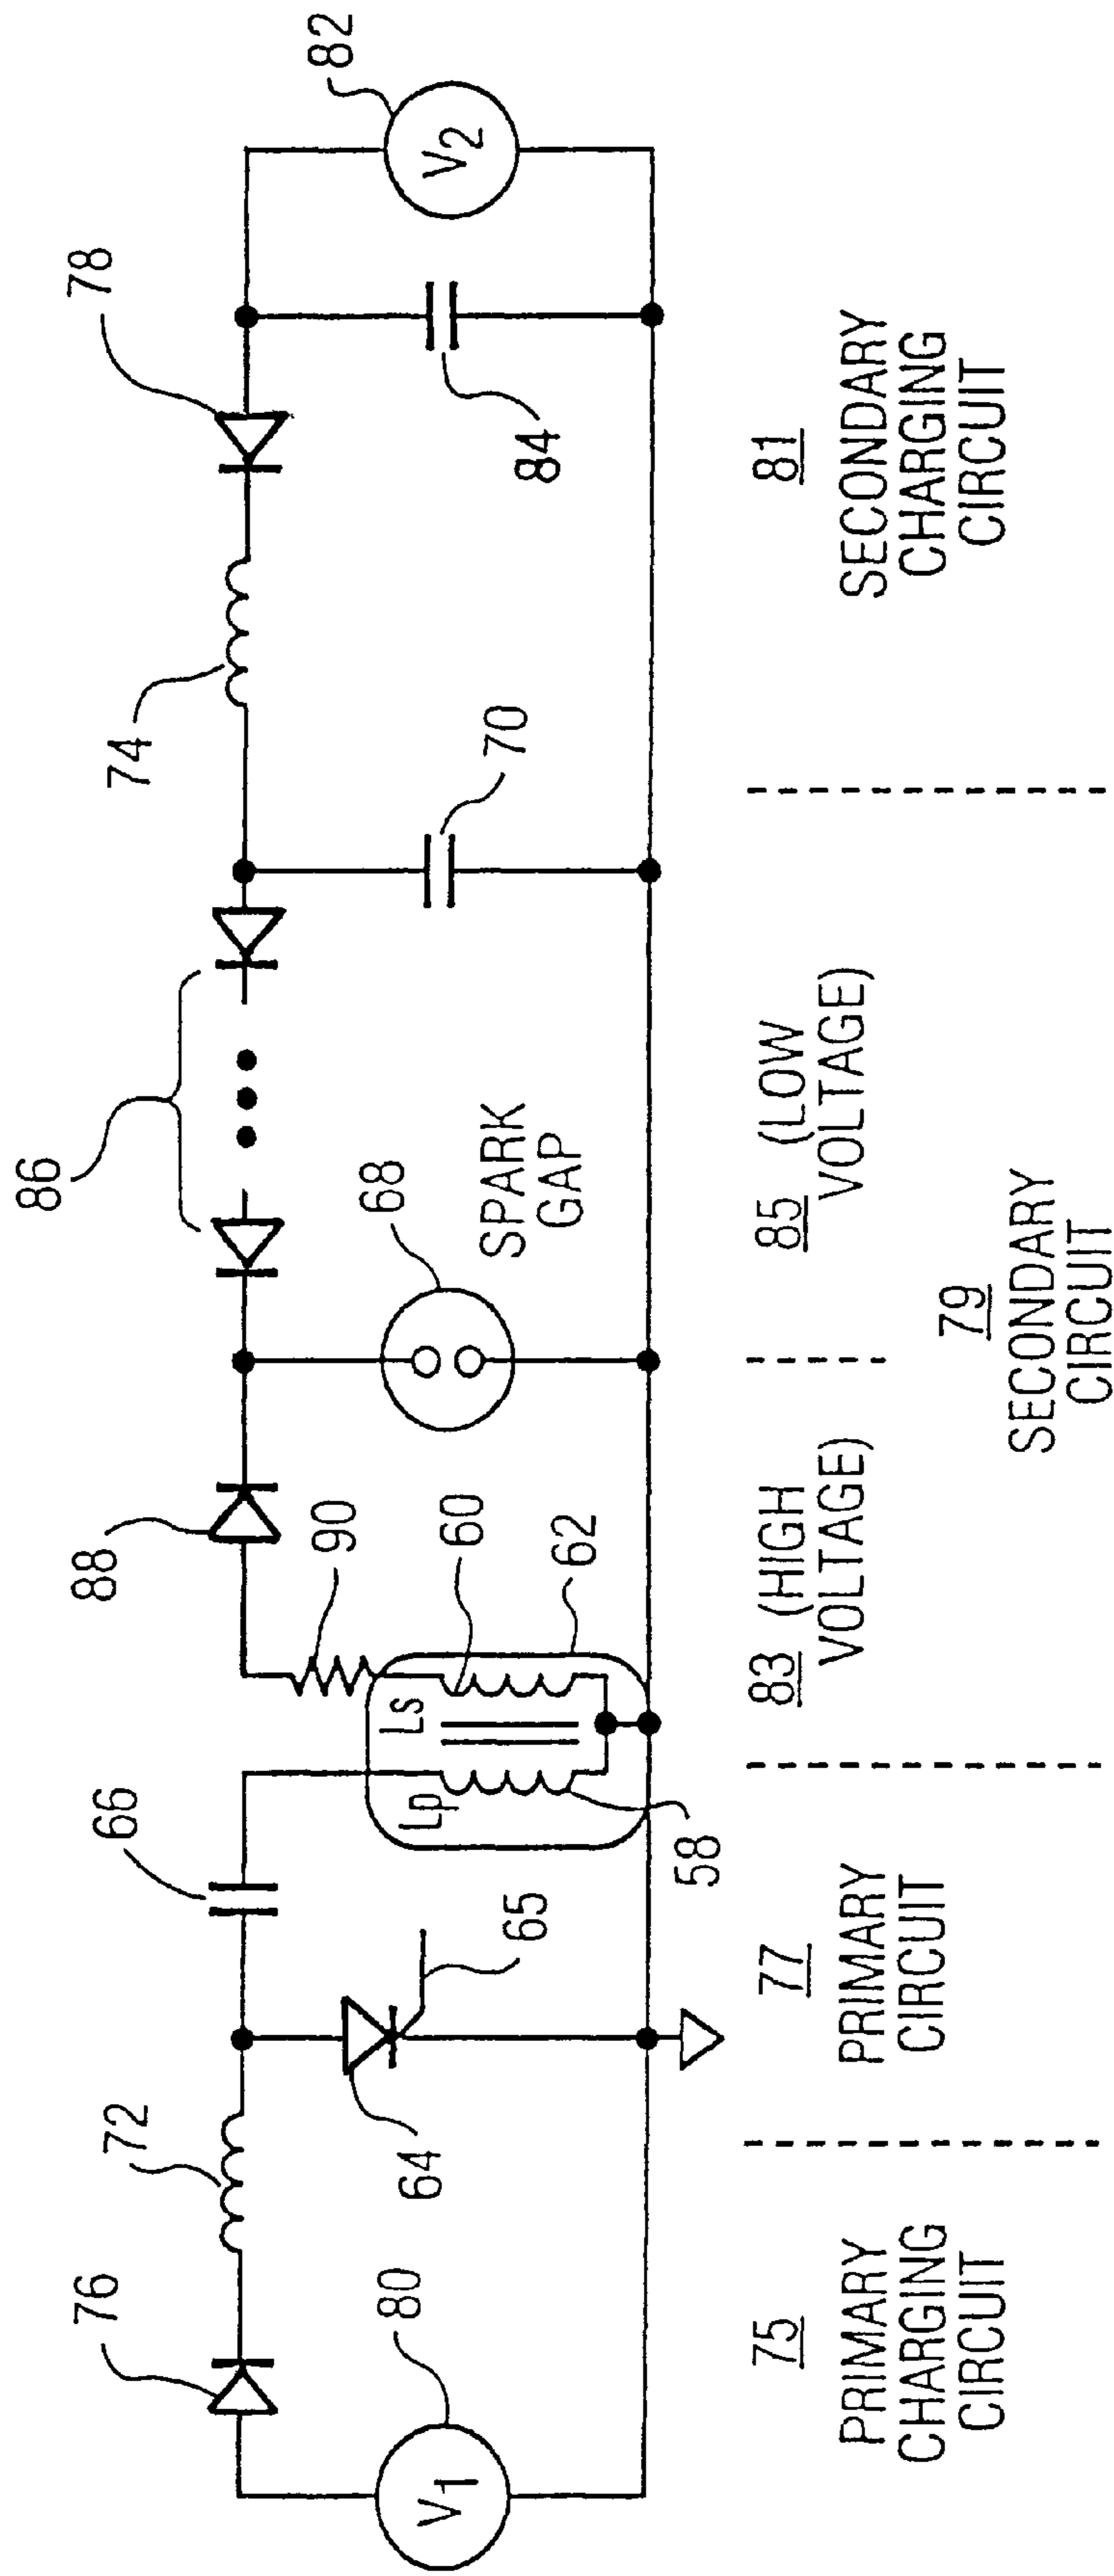 76
72
66
88
86
74
78
82
V1
80
64
65
Lp
Ls
58
90
60
62
68
SPARK
GAP
70
84
V2
75
PRIMARY
CHARGING
CIRCUIT
77
PRIMARY
CIRCUIT
83 (HIGH
VOLTAGE)
85 (LOW
VOLTAGE)
79
SECONDARY
CIRCUIT
81
SECONDARY
CHARGING
CIRCUIT